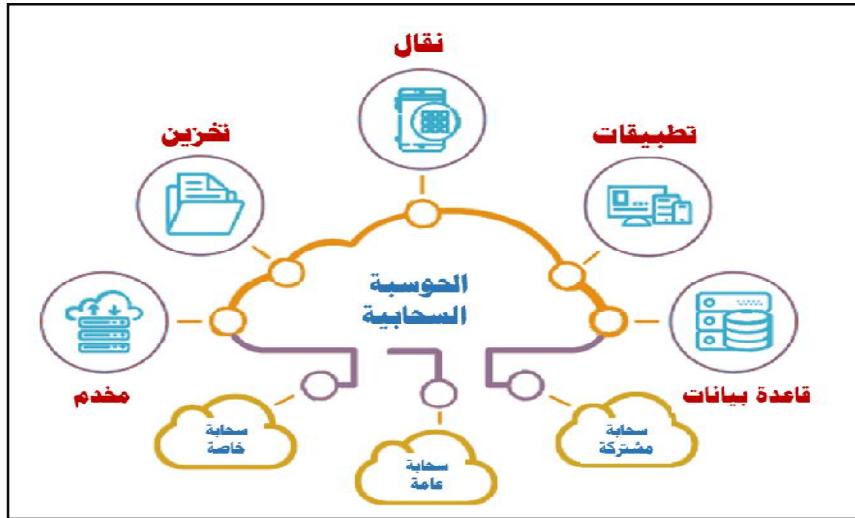 نقال
تطبيقات
تخزين
الحوسبة
السحابية
قاعدة بيانات
مخدم
سحابة
مشتركة
سحابة
عامة
سحابة
خاصة